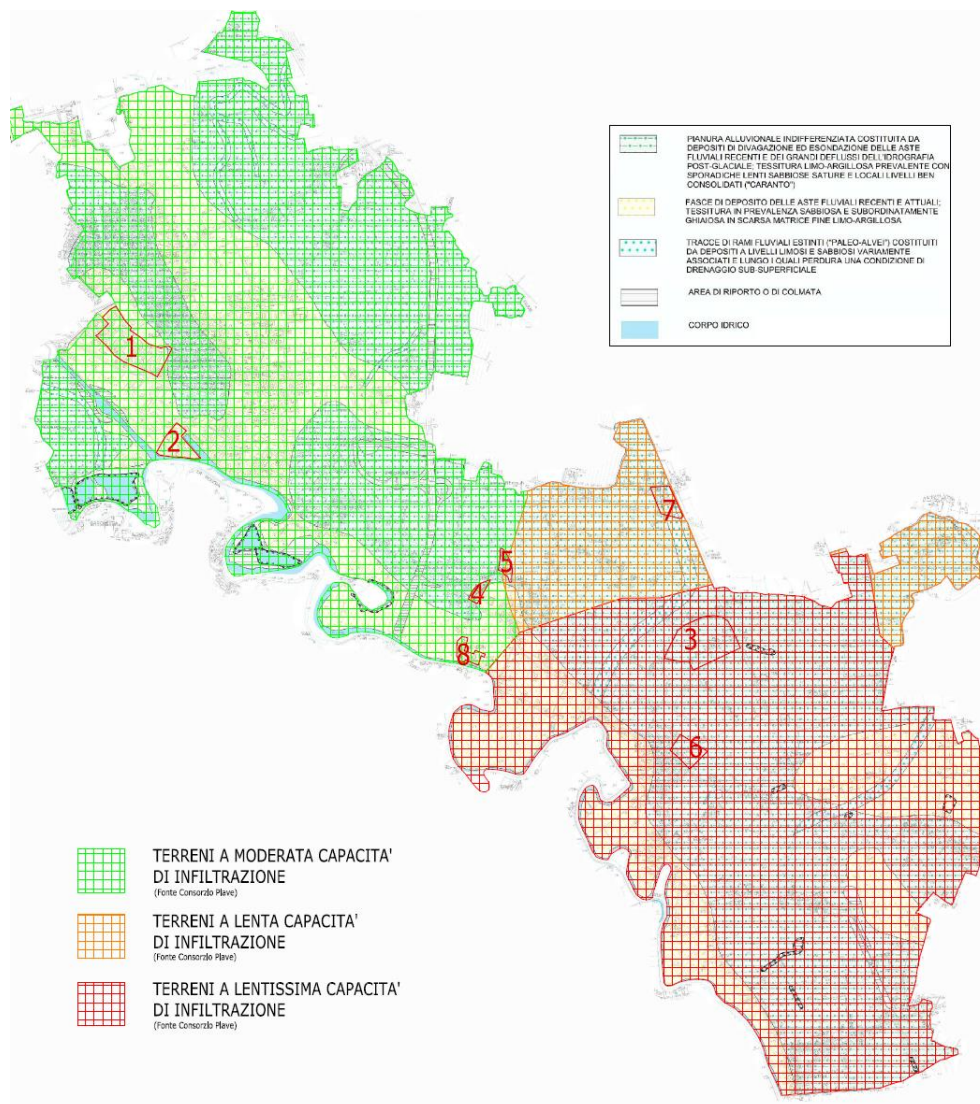 PIANURA ALLUVIONALE INDIFFERENZIATA COSTITUITA DA
DEPOSITI DI DIVAGAZIONE ED ESONDAZIONE DELLE ASTE
FLUVIALI RECENTI E DEI GRANDI DEFLUSSI DELL'IDROGRAFIA
POST-GLACIALE; TESSITURA LIMO-ARGILLOSA PREVALENTE CON
SPORADICHE LENTI SABBIOSE SATURE E LOCALI LIVELLI BEN
CONSOLIDATI ("CARANTO")
FASCE DI DEPOSITO DELLE ASTE FLUVIALI RECENTI E ATTUALI;
TESSITURA IN PREVALENZA SABBIOSA E SUBORDINATAMENTE
GHIAIOSA IN SCARSA MATRICE FINE LIMO-ARGILLOSA
TRACCE DI RAMI FLUVIALI ESTINTI ("PALEO-ALVEI") COSTITUITI
DA DEPOSITI A LIVELLI LIMOSI E SABBIOSI VARIAMENTE
ASSOCIATI E LUNGO I QUALI PERDURA UNA CONDIZIONE DI
DRENAGGIO SUB-SUPERFICIALE
AREA DI RIPORTO O DI COLMATA
CORPO IDRICO
1
2
7
5
4
3
8
6
TERRENI A MODERATA CAPACITA'
DI INFILTRAZIONE
(Fonte Consorzio Piave)
TERRENI A LENTA CAPACITA'
DI INFILTRAZIONE
(Fonte Consorzio Piave)
TERRENI A LENTISSIMA CAPACITA'
DI INFILTRAZIONE
(Fonte Consorzio Piave)